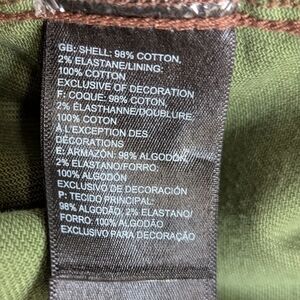 GB: SHELL: 98% COTTON,
2% ELASTANE/LINING:
100% COTTON
EXCLUSIVE OF DECORATION
F: COQUE: 98% COTON,
2% ÉLASTHANNE/DOUBLURE:
100% COTON
À L'EXCEPTION DES
DÉCORATIONS
E: ARMAZÓN: 98% ALGODÓN,
2% ELASTANO/FORRO:
100% ALGODÓN
EXCLUSIVO DE DECORACIÓN
P: TECIDO PRINCIPAL:
98% ALGODÃO, 2% ELASTANO/
FORRO: 100% ALGODÃO
EXCLUSIVO PARA DECORAÇÃO